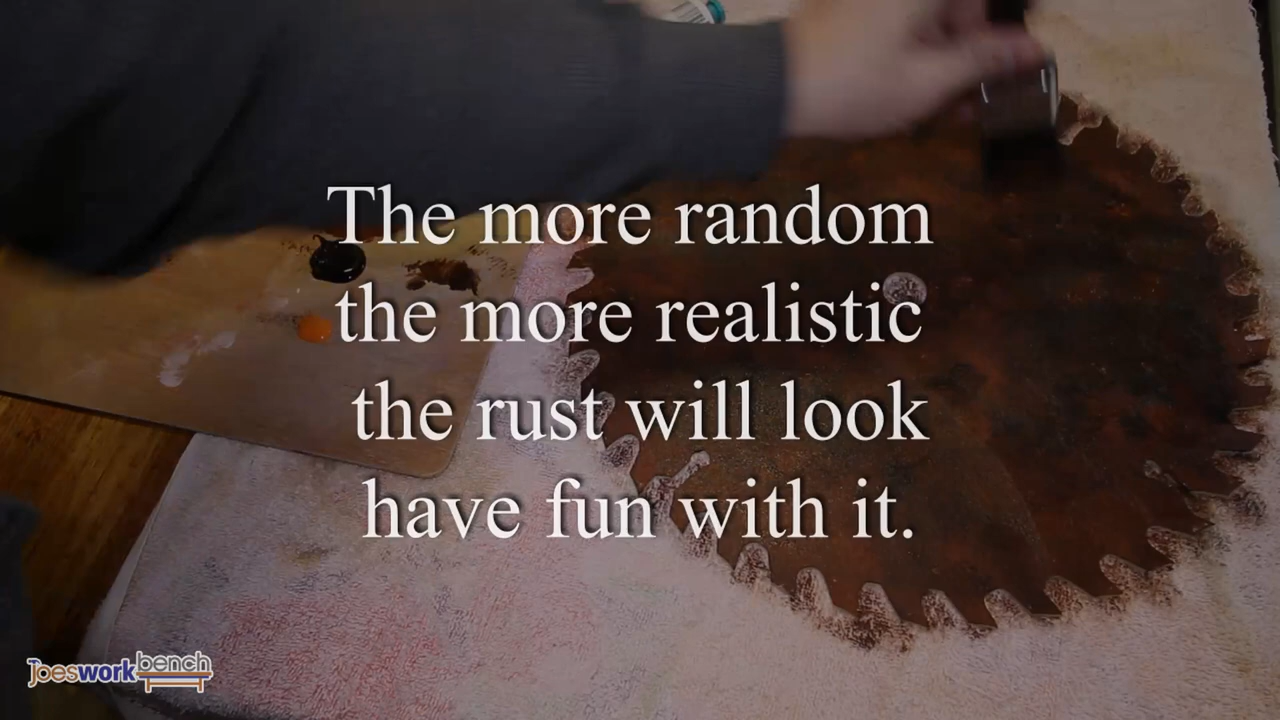 The more random
the more realistic
the rust will look
have fun with it.
joesworkbench